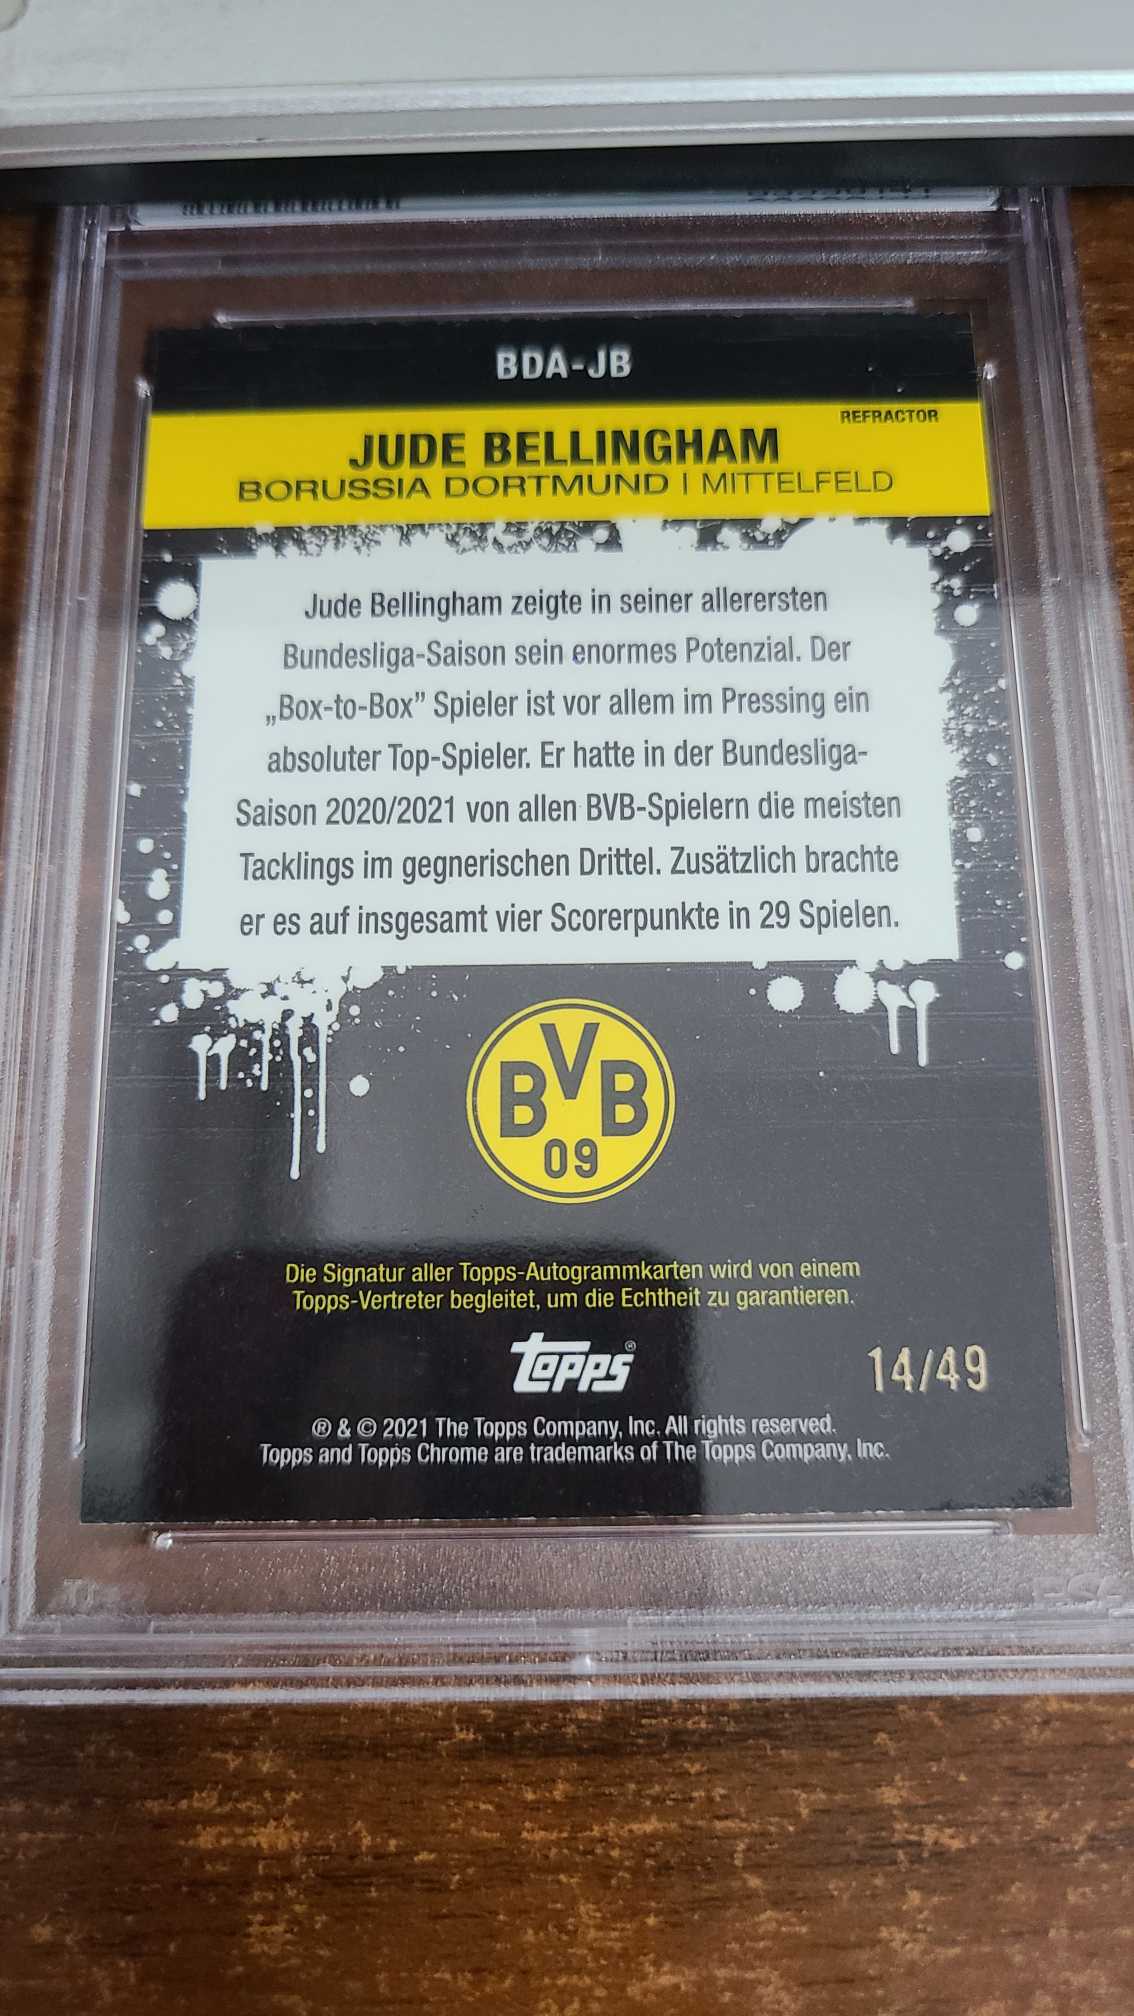 BDA-JB
REFRACTOR
JUDE BELLINGHAM
BORUSSIA DORTMUND | MITTELFELD
Jude Bellingham zeigte in seiner allerersten
Bundesliga-Saison sein enormes Potenzial. Der
„Box-to-Box” Spieler ist vor allem im Pressing ein
absoluter Top-Spieler. Er hatte in der Bundesliga-
Saison 2020/2021 von allen BVB-Spielern die meisten
Tacklings im gegnerischen Drittel. Zusätzlich brachte
er es auf insgesamt vier Scorerpunkte in 29 Spielen.
BVB
09
Die Signatur aller Topps-Autogrammkarten wird von einem
Topps-Vertreter begleitet, um die Echtheit zu garantieren.
topps®
14/49
® & © 2021 The Topps Company, Inc. All rights reserved.
Topps and Topps Chrome are trademarks of The Topps Company, Inc.